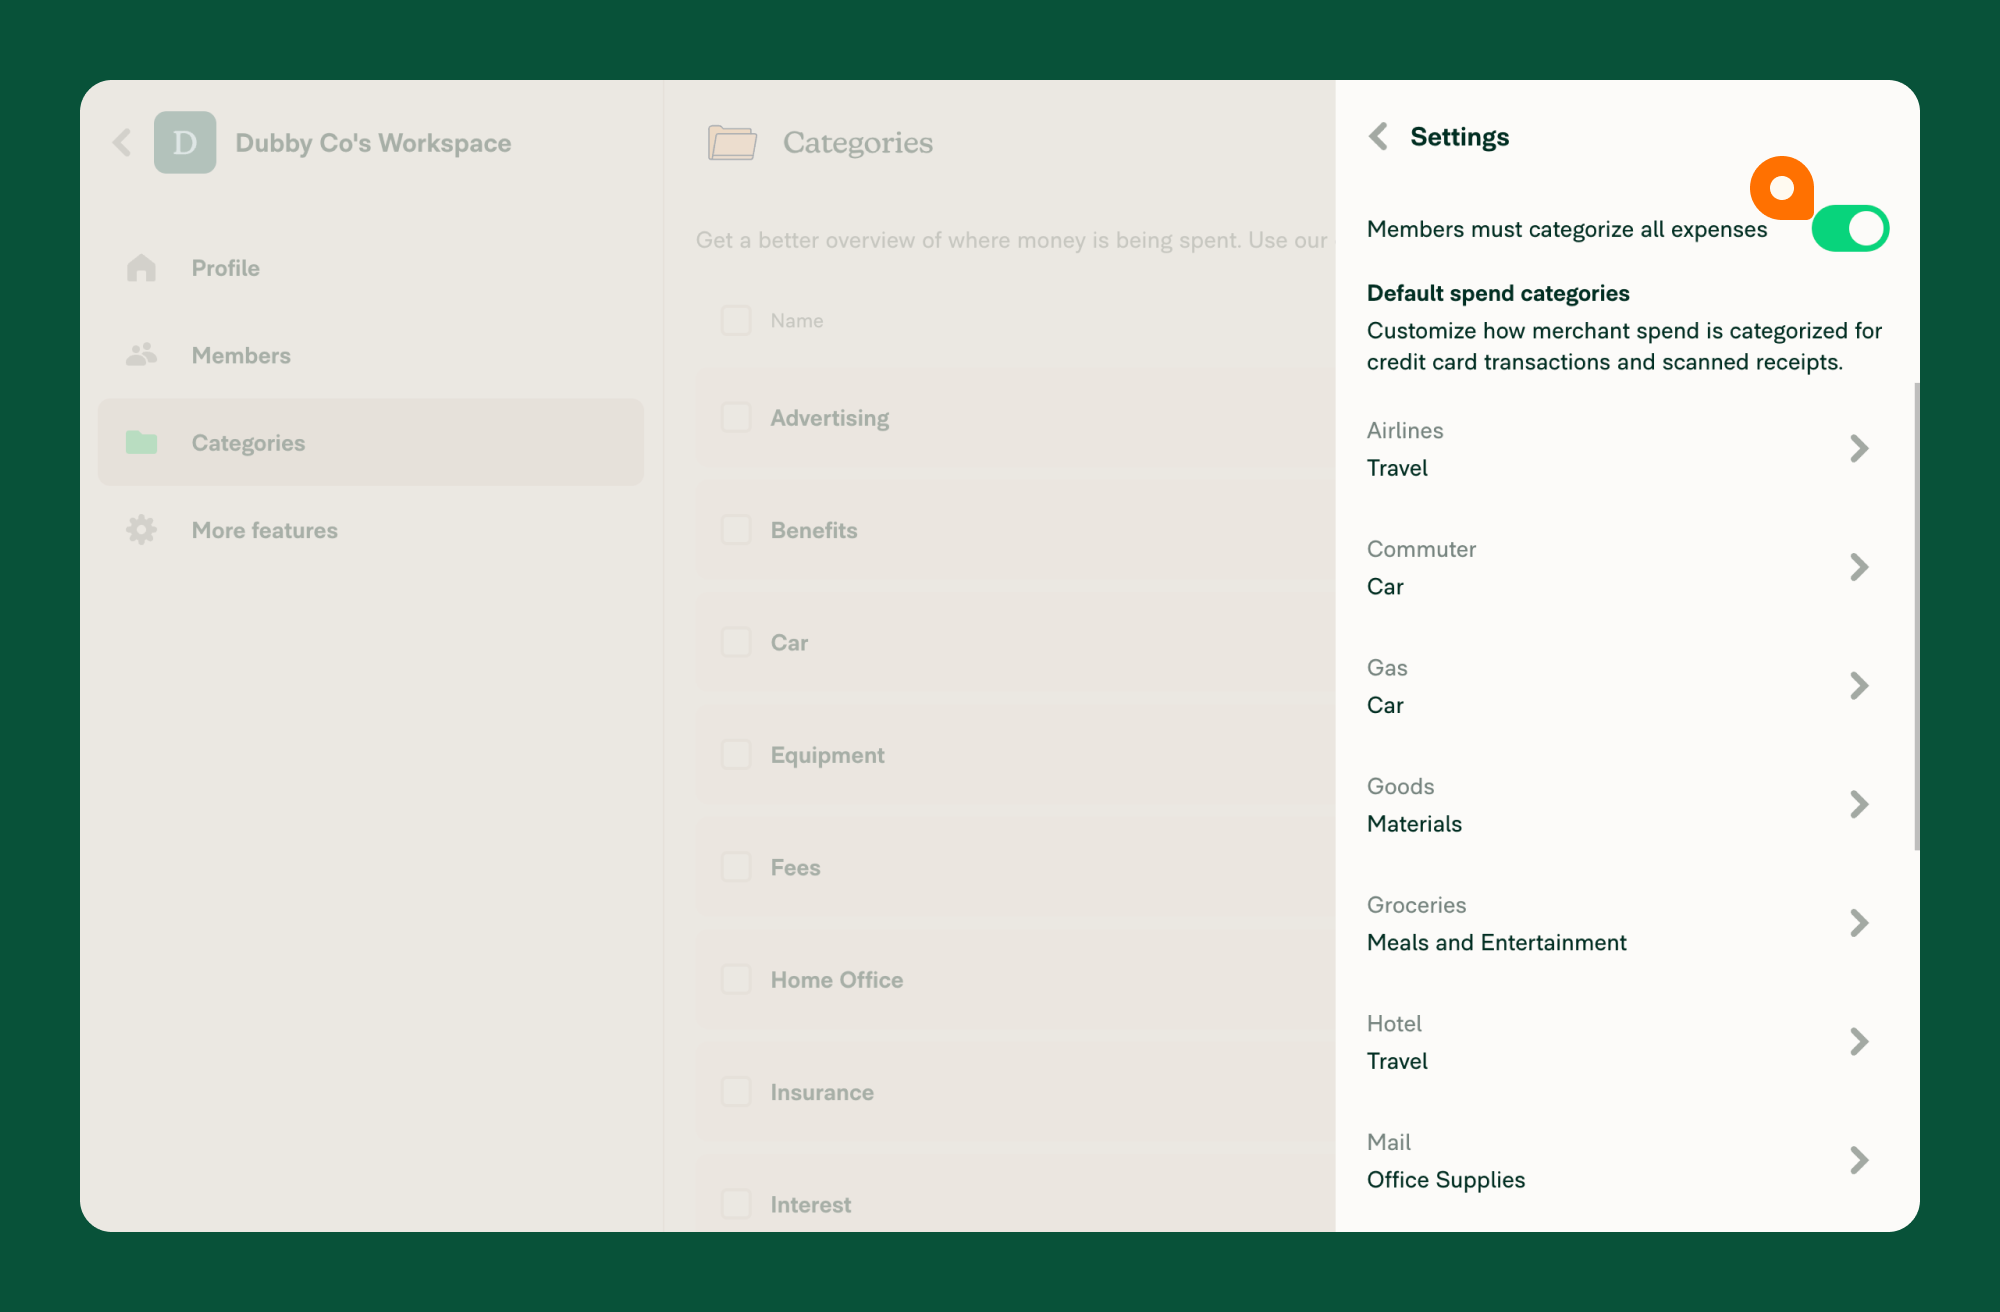 D
Dubby Co's Workspace
Profile
Members
Categories
More features
Categories
Get a better overview of where money is being spent. Use our
Name
Advertising
Benefits
Car
Equipment
Fees
Home Office
Insurance
Interest
Settings
Members must categorize all expenses
Default spend categories
Customize how merchant spend is categorized for
credit card transactions and scanned receipts.
Airlines
Travel
Commuter
Car
Gas
Car
Goods
Materials
Groceries
Meals and Entertainment
Hotel
Travel
Mail
Office Supplies